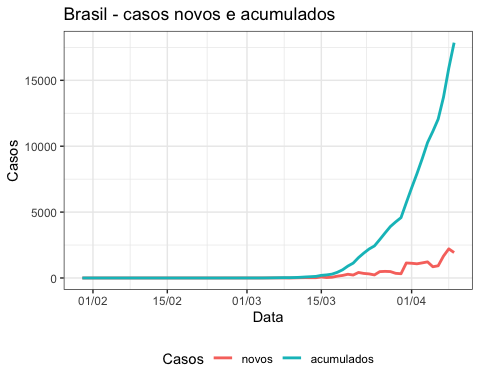 Brasil - casos novos e acumulados
Casos
15000
10000
5000
0
01/02 15/02 01/03 15/03 01/04
Data
Casos novos acumulados